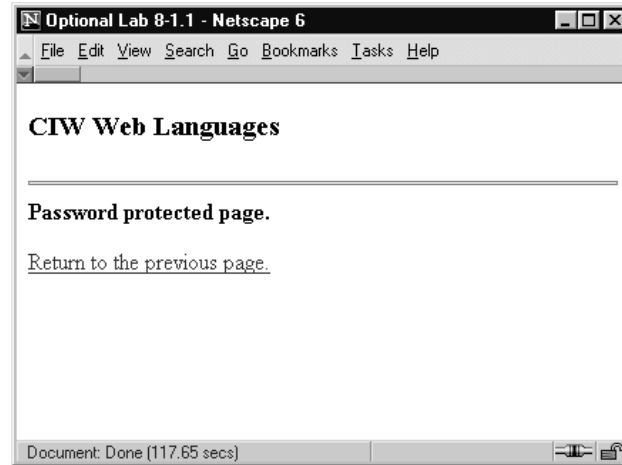 Optional Lab 8-1.1 - Netscape 6
File Edit View Search Go Bookmarks Tasks Help
CIW Web Languages
Password protected page.
Return to the previous page.
Document: Done (117.65 secs)